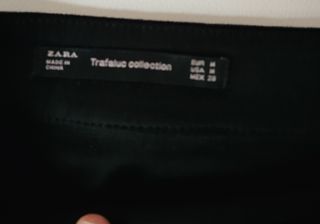 ZARA
MADE IN
CHINA
Trafaluc collection
EUR M
USA M
MEX 28